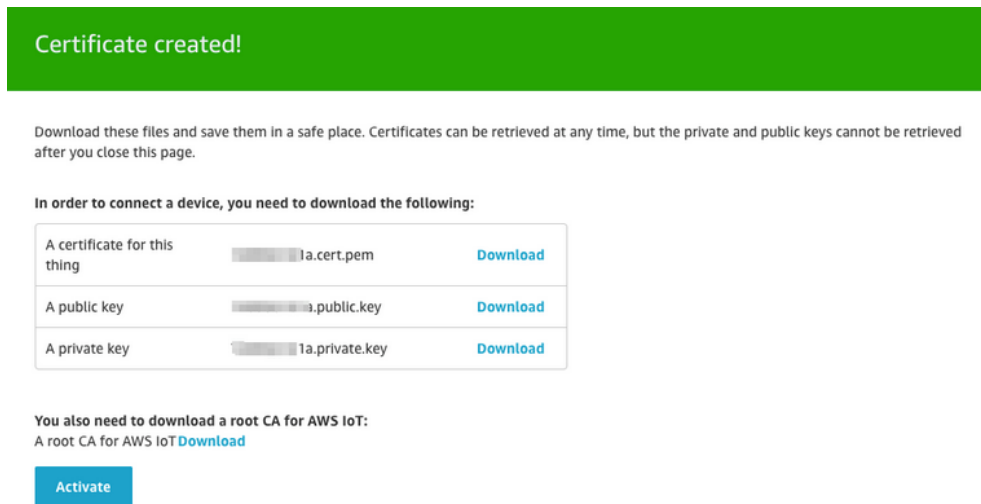 Certificate created!
Download these files and save them in a safe place. Certificates can be retrieved at any time, but the private and public keys cannot be retrieved
after you close this page.
In order to connect a device, you need to download the following:
A certificate for this
thing
1a.cert.pem Download
A public key a.public.key Download
A private key 1a.private.key Download
You also need to download a root CA for AWS IoT:
A root CA for AWS IoT Download
Activate